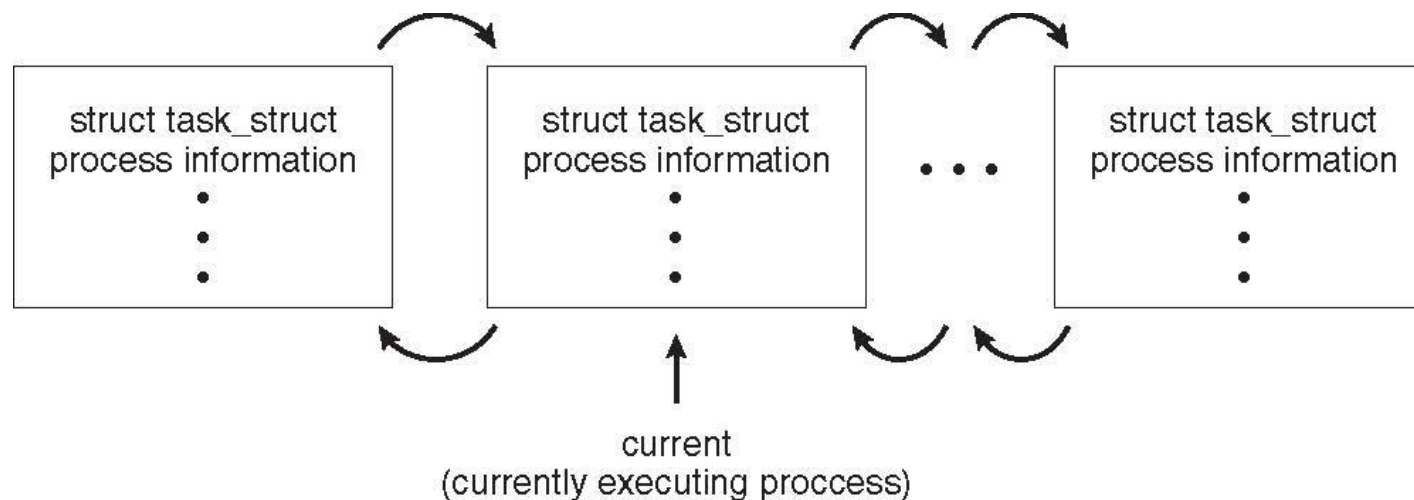 struct task_struct
process information
struct task_struct
process information
struct task_struct
process information
current
(currently executing proccess)